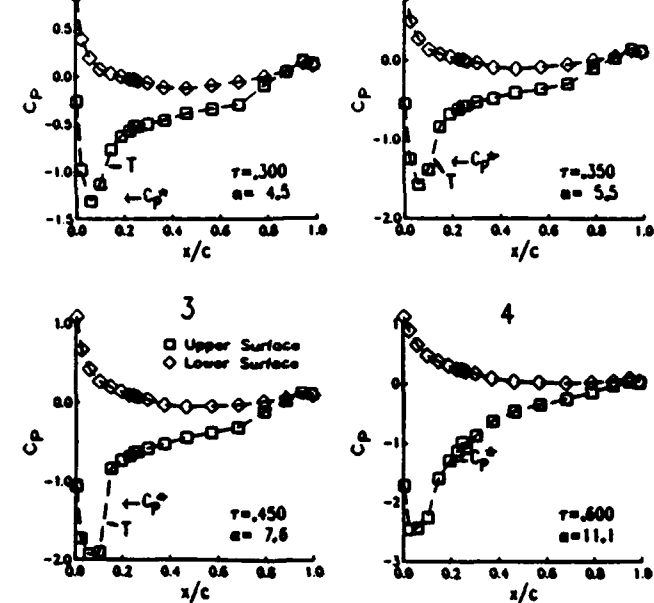 0.0
-0.5
-1.0
-1.5
Cp
T
←Cp*
τ=.300
α= 4.5
0.0 0.2 0.4 0.6 0.8 1.0
x/c
0.0
-1.0
-2.0
Cp
T
←Cp*
τ=.350
α= 5.5
0.0 0.2 0.4 0.6 0.8 1.0
x/c
3
1.0
0.0
-1.0
-2.0
Cp
□ Upper Surface
◇ Lower Surface
←Cp*
T
τ=.450
α= 7.6
0.0 0.2 0.4 0.6 0.8 1.0
x/c
4
1
0
-1
-2
-3
Cp
Cp*
τ=.600
α=11.1
0.0 0.2 0.4 0.6 0.8 1.0
x/c